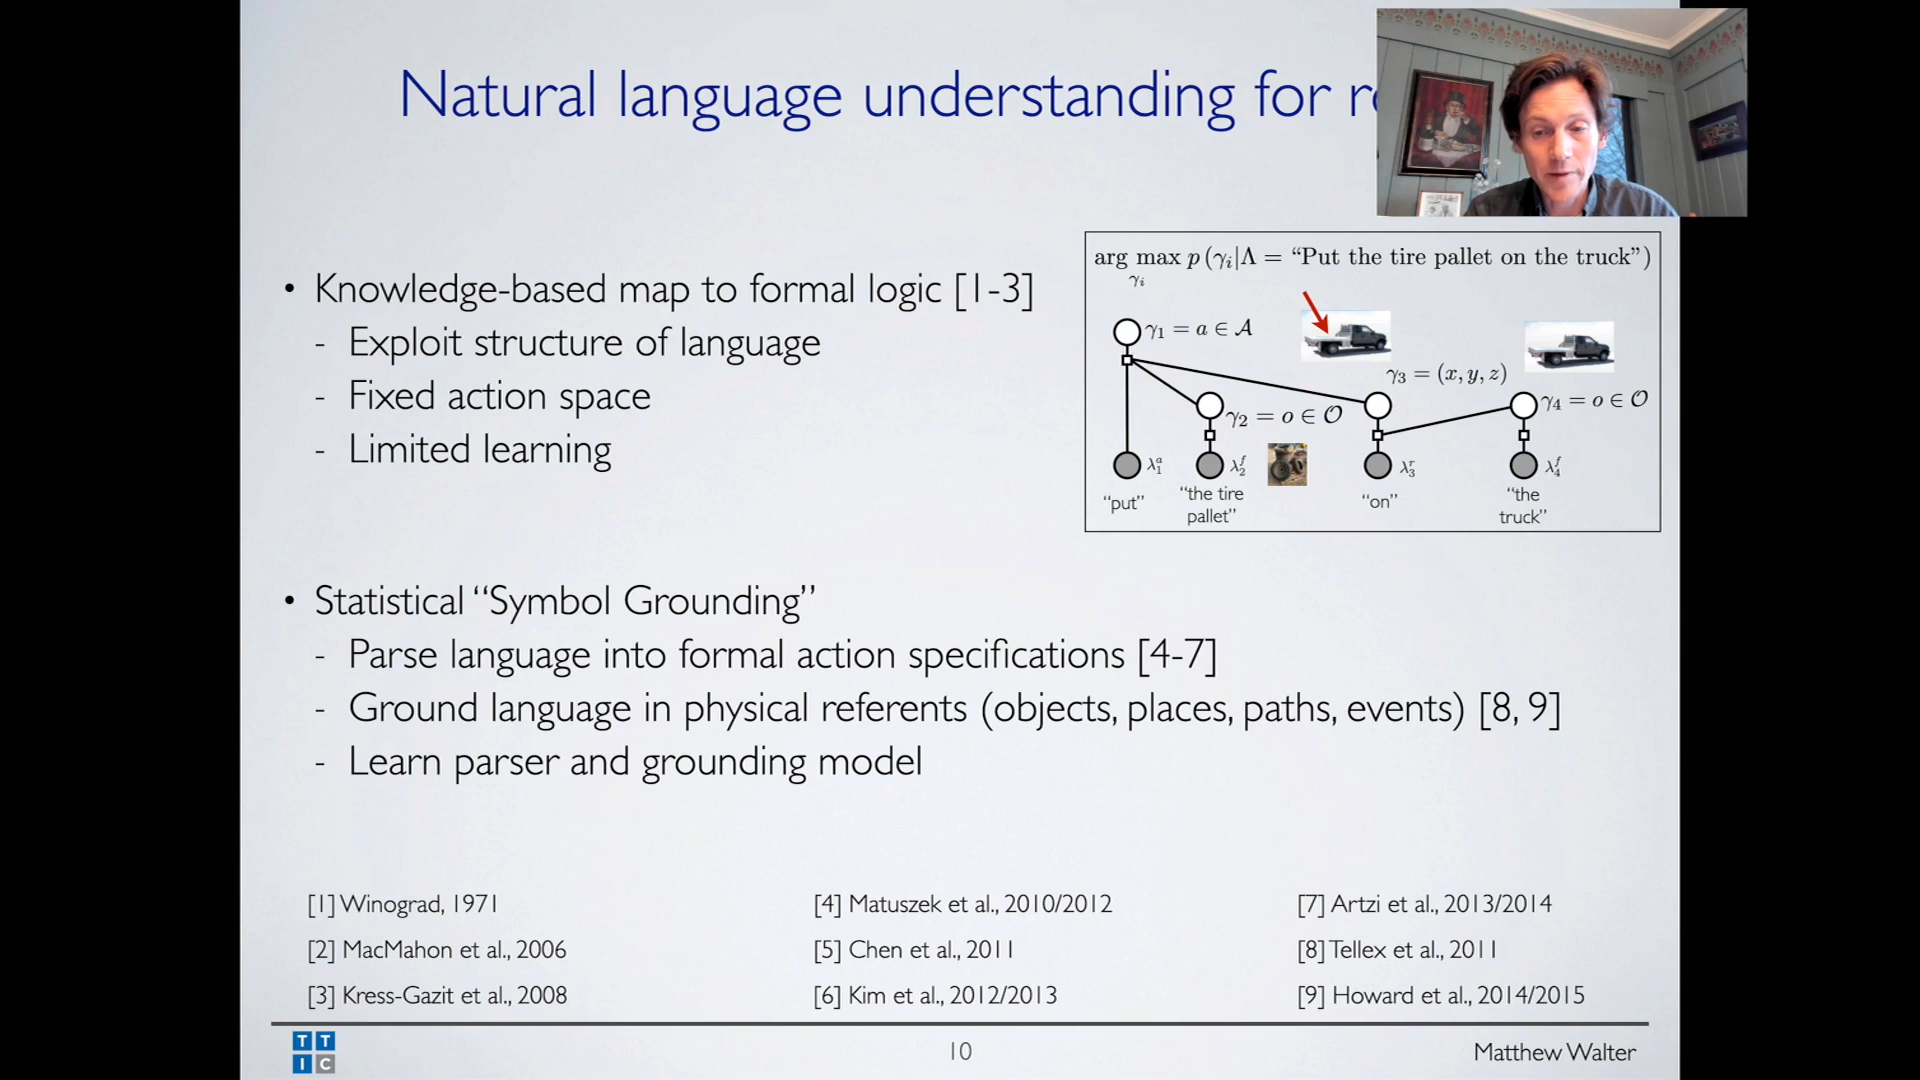 Natural language understanding for
• Knowledge-based map to formal logic [1-3]
- Exploit structure of language
- Fixed action space
- Limited learning
arg max p (γi|Λ = “Put the tire pallet on the truck”)
γi
γ1 = a ∈ 𝒜
γ2 = o ∈ 𝒪
γ3 = (x, y, z)
γ4 = o ∈ 𝒪
λ1^a
λ2^f
λ3^r
λ4^f
“put”
“the tire
pallet”
“on”
“the
truck”
• Statistical “Symbol Grounding”
- Parse language into formal action specifications [4-7]
- Ground language in physical referents (objects, places, paths, events) [8, 9]
- Learn parser and grounding model
[1] Winograd, 1971
[2] MacMahon et al., 2006
[3] Kress-Gazit et al., 2008
[4] Matuszek et al., 2010/2012
[5] Chen et al., 2011
[6] Kim et al., 2012/2013
[7] Artzi et al., 2013/2014
[8] Tellex et al., 2011
[9] Howard et al., 2014/2015
T T
I C
10
Matthew Walter